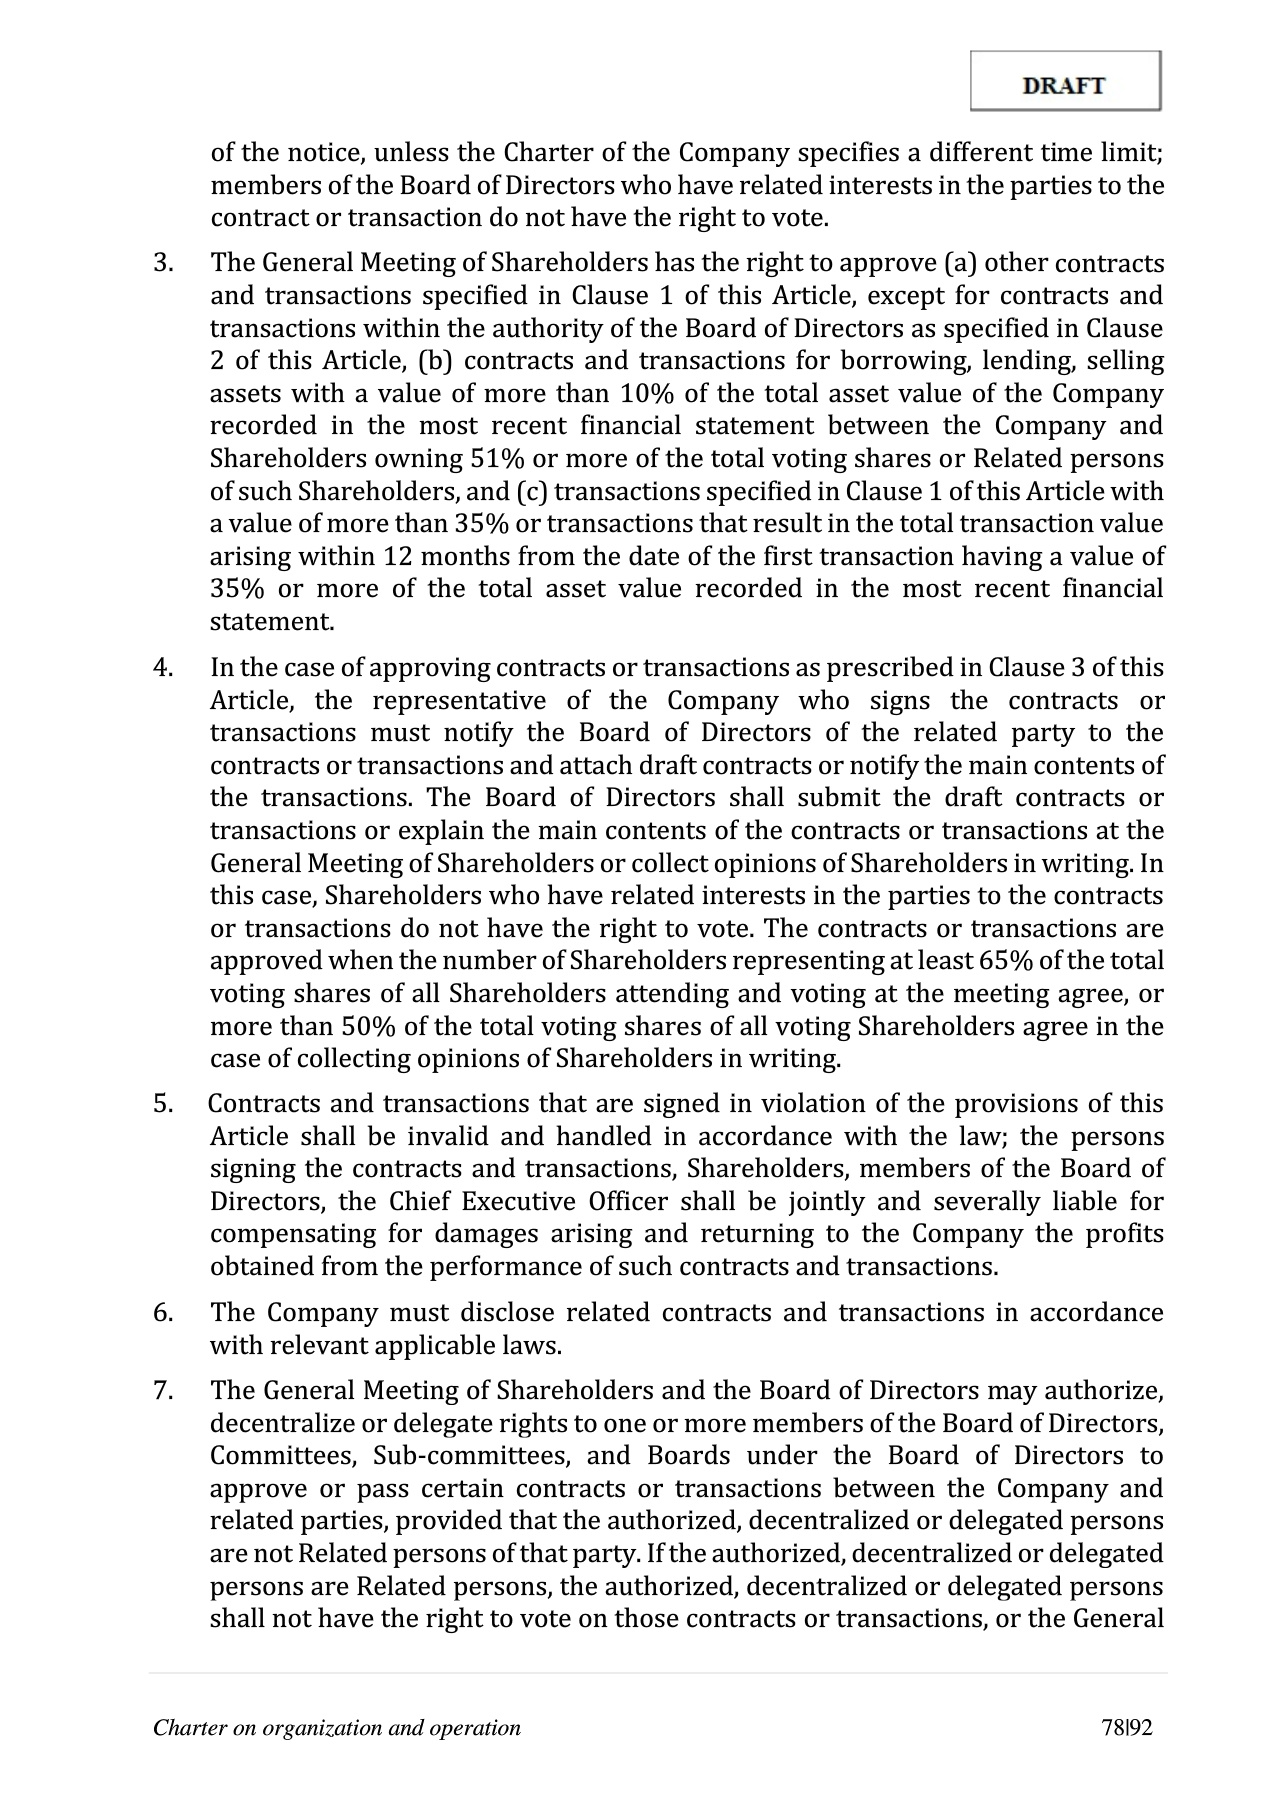 DRAFT
of the notice, unless the Charter of the Company specifies a different time limit;
members of the Board of Directors who have related interests in the parties to the
contract or transaction do not have the right to vote.
3. The General Meeting of Shareholders has the right to approve (a) other contracts
and transactions specified in Clause 1 of this Article, except for contracts and
transactions within the authority of the Board of Directors as specified in Clause
2 of this Article, (b) contracts and transactions for borrowing, lending, selling
assets with a value of more than 10% of the total asset value of the Company
recorded in the most recent financial statement between the Company and
Shareholders owning 51% or more of the total voting shares or Related persons
of such Shareholders, and (c) transactions specified in Clause 1 of this Article with
a value of more than 35% or transactions that result in the total transaction value
arising within 12 months from the date of the first transaction having a value of
35% or more of the total asset value recorded in the most recent financial
statement.
4. In the case of approving contracts or transactions as prescribed in Clause 3 of this
Article, the representative of the Company who signs the contracts or
transactions must notify the Board of Directors of the related party to the
contracts or transactions and attach draft contracts or notify the main contents of
the transactions. The Board of Directors shall submit the draft contracts or
transactions or explain the main contents of the contracts or transactions at the
General Meeting of Shareholders or collect opinions of Shareholders in writing. In
this case, Shareholders who have related interests in the parties to the contracts
or transactions do not have the right to vote. The contracts or transactions are
approved when the number of Shareholders representing at least 65% of the total
voting shares of all Shareholders attending and voting at the meeting agree, or
more than 50% of the total voting shares of all voting Shareholders agree in the
case of collecting opinions of Shareholders in writing.
5. Contracts and transactions that are signed in violation of the provisions of this
Article shall be invalid and handled in accordance with the law; the persons
signing the contracts and transactions, Shareholders, members of the Board of
Directors, the Chief Executive Officer shall be jointly and severally liable for
compensating for damages arising and returning to the Company the profits
obtained from the performance of such contracts and transactions.
6. The Company must disclose related contracts and transactions in accordance
with relevant applicable laws.
7. The General Meeting of Shareholders and the Board of Directors may authorize,
decentralize or delegate rights to one or more members of the Board of Directors,
Committees, Sub-committees, and Boards under the Board of Directors to
approve or pass certain contracts or transactions between the Company and
related parties, provided that the authorized, decentralized or delegated persons
are not Related persons of that party. If the authorized, decentralized or delegated
persons are Related persons, the authorized, decentralized or delegated persons
shall not have the right to vote on those contracts or transactions, or the General
Charter on organization and operation 78|92